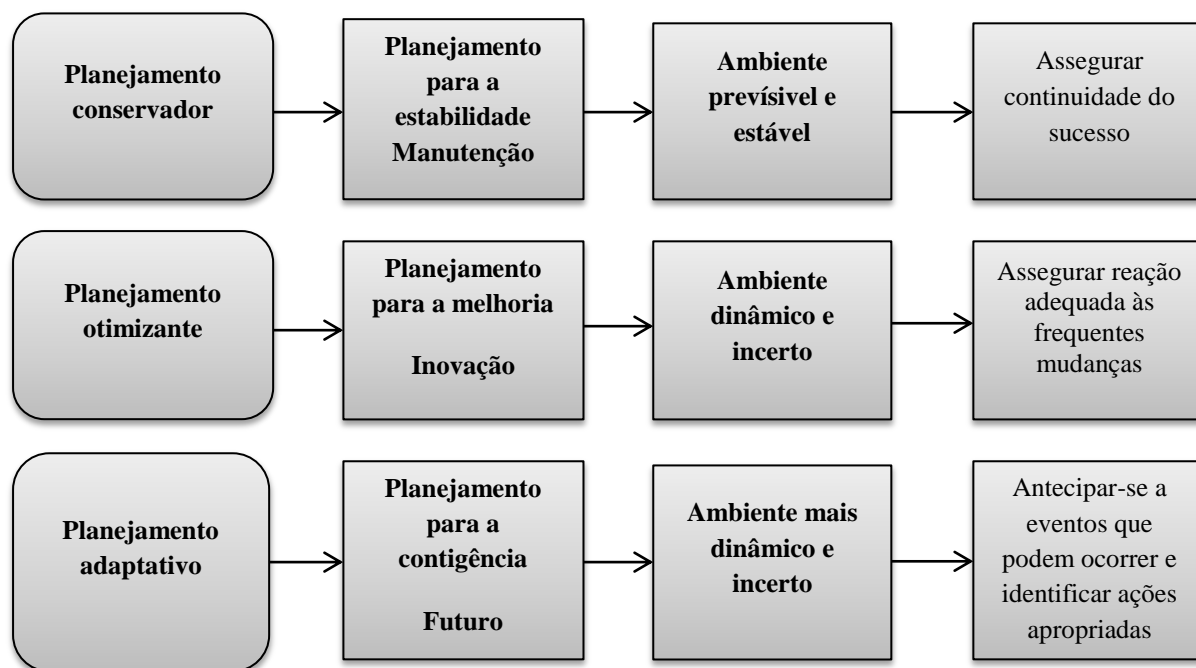 Planejamento
conservador
Planejamento
para a
estabilidade
Manutenção
Ambiente
prevísivel e
estável
Assegurar
continuidade do
sucesso
Planejamento
otimizante
Planejamento
para a melhoria
Inovação
Ambiente
dinâmico e
incerto
Assegurar reação
adequada às
frequentes
mudanças
Planejamento
adaptativo
Planejamento
para a
contigência
Futuro
Ambiente mais
dinâmico e
incerto
Antecipar-se a
eventos que
podem ocorrer e
identificar ações
apropriadas